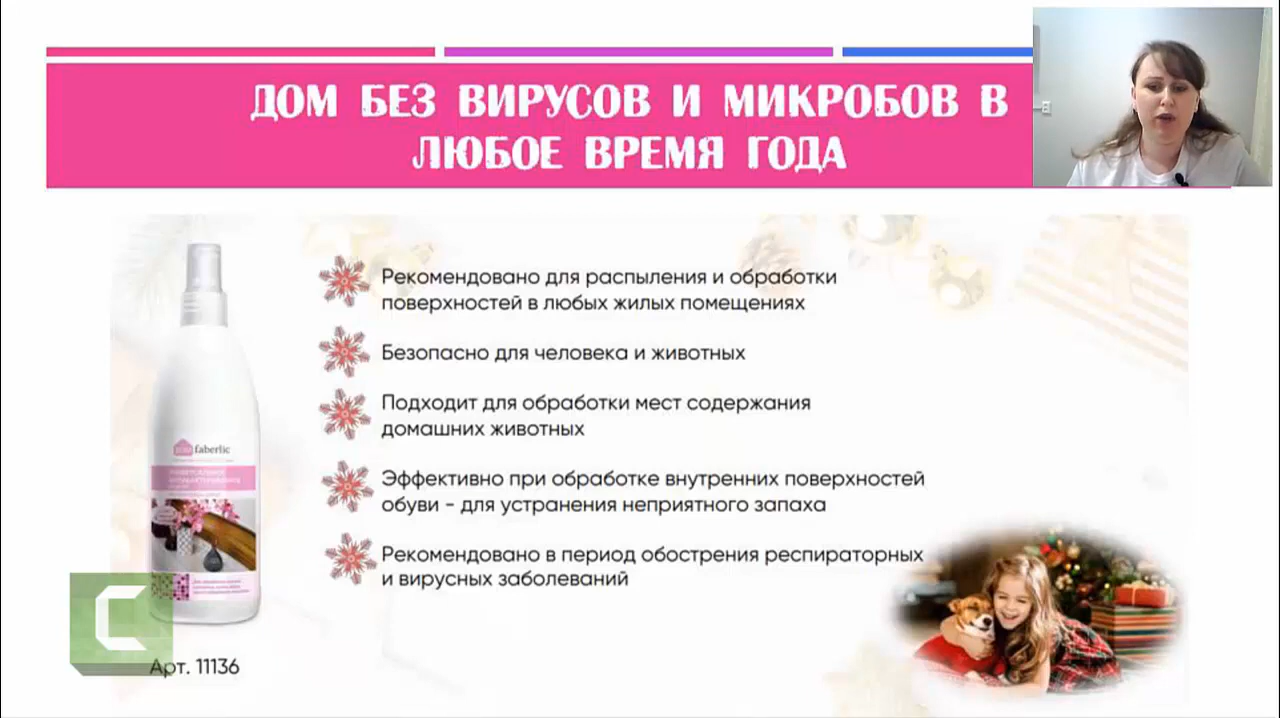 ДОМ БЕЗ ВИРУСОВ И МИКРОБОВ В
ЛЮБОЕ ВРЕМЯ ГОДА
Рекомендовано для распыления и обработки
поверхностей в любых жилых помещениях
Безопасно для человека и животных
Подходит для обработки мест содержания
домашних животных
Эффективно при обработке внутренних поверхностей
обуви - для устранения неприятного запаха
Рекомендовано в период обострения респираторных
и вирусных заболеваний
faberlic
Арт. 11136